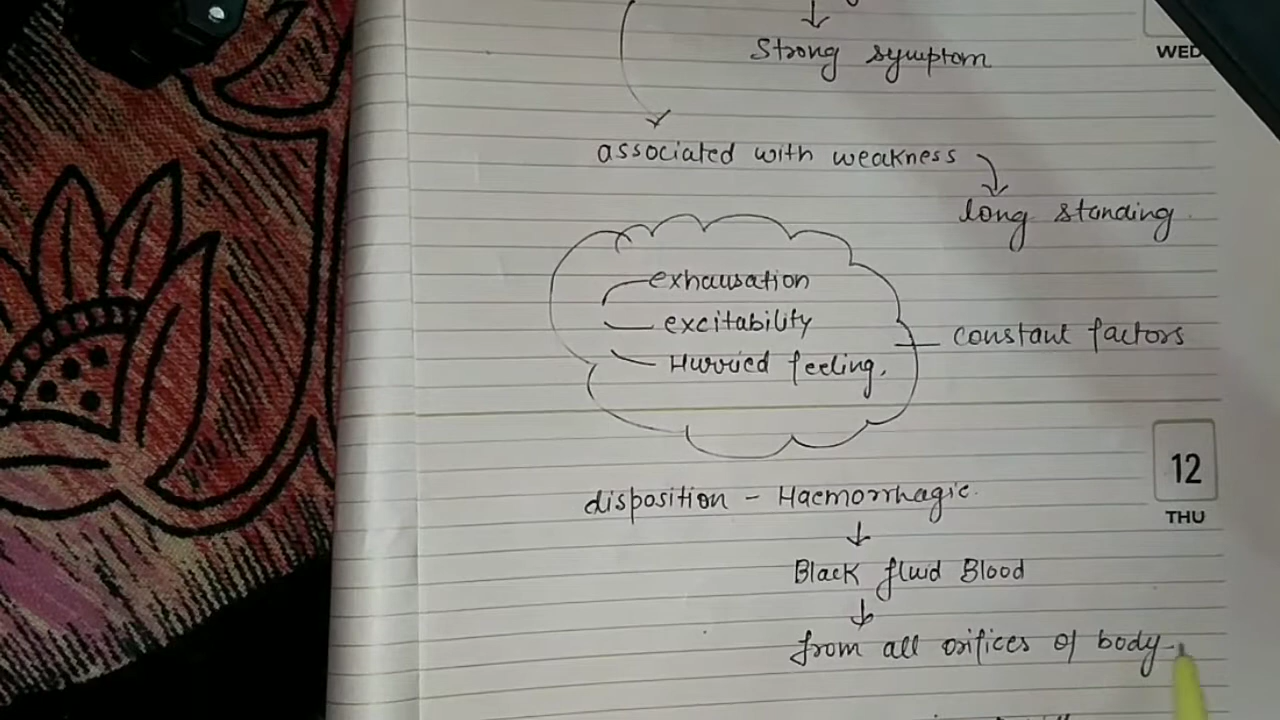 Strong symptom
WED
associated with weakness
long standing
exhausation
excitability
Hurried feeling.
constant factors
12
THU
disposition - Haemorrhagic.
Black fluid Blood
from all orifices of body-